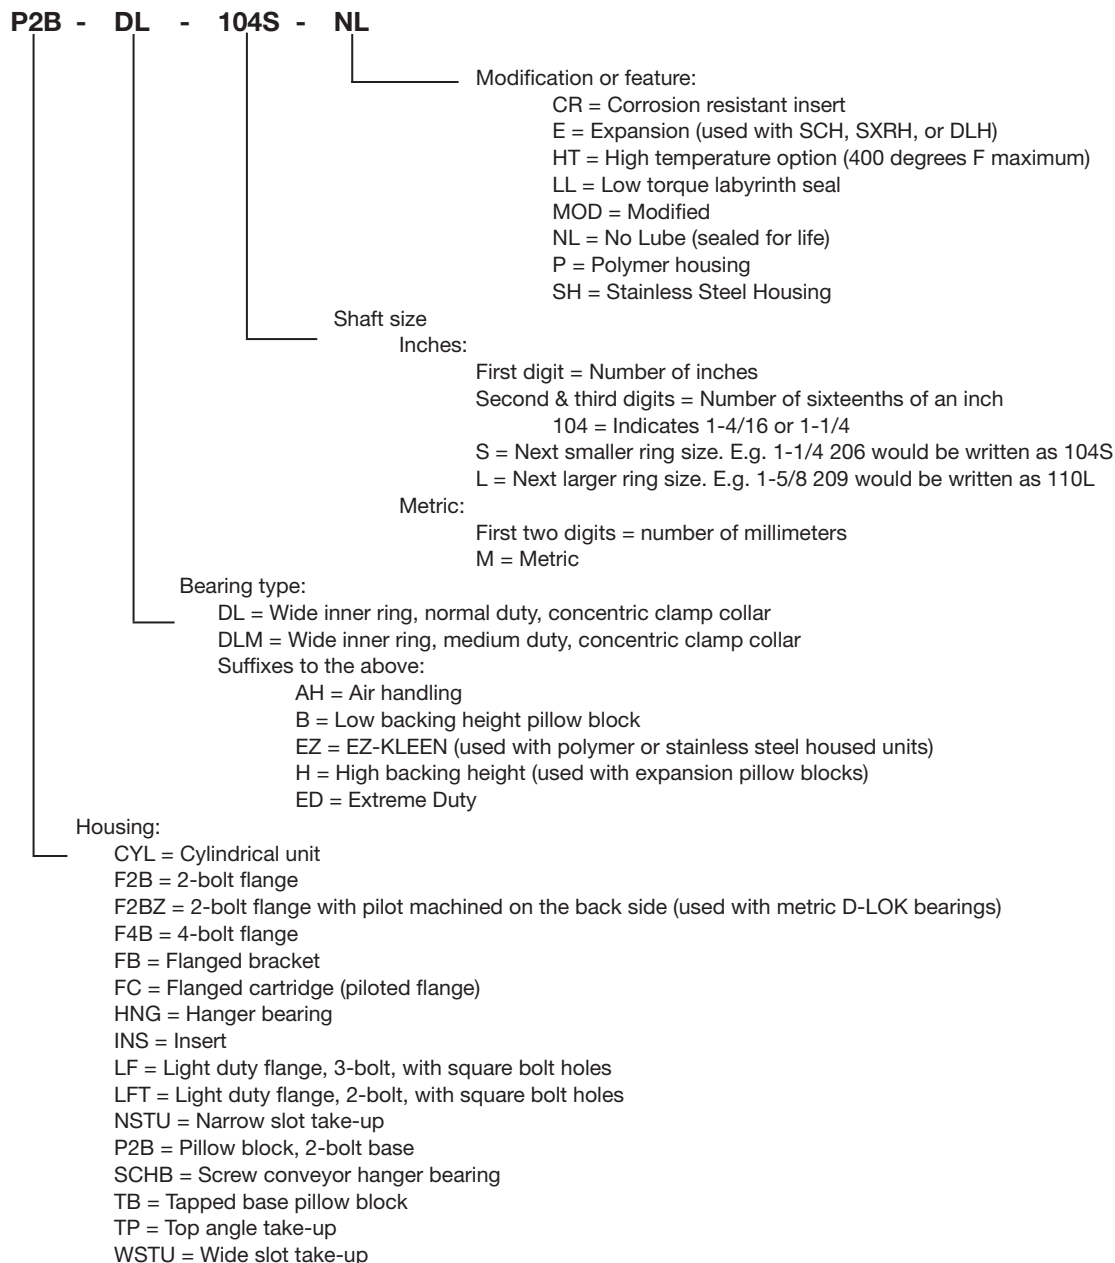 P2B - DL - 104S - NL
Modification or feature:
CR = Corrosion resistant insert
E = Expansion (used with SCH, SXRH, or DLH)
HT = High temperature option (400 degrees F maximum)
LL = Low torque labyrinth seal
MOD = Modified
NL = No Lube (sealed for life)
P = Polymer housing
SH = Stainless Steel Housing
Shaft size
Inches:
First digit = Number of inches
Second & third digits = Number of sixteenths of an inch
104 = Indicates 1-4/16 or 1-1/4
S = Next smaller ring size. E.g. 1-1/4 206 would be written as 104S
L = Next larger ring size. E.g. 1-5/8 209 would be written as 110L
Metric:
First two digits = number of millimeters
M = Metric
Bearing type:
DL = Wide inner ring, normal duty, concentric clamp collar
DLM = Wide inner ring, medium duty, concentric clamp collar
Suffixes to the above:
AH = Air handling
B = Low backing height pillow block
EZ = EZ-KLEEN (used with polymer or stainless steel housed units)
H = High backing height (used with expansion pillow blocks)
ED = Extreme Duty
Housing:
CYL = Cylindrical unit
F2B = 2-bolt flange
F2BZ = 2-bolt flange with pilot machined on the back side (used with metric D-LOK bearings)
F4B = 4-bolt flange
FB = Flanged bracket
FC = Flanged cartridge (piloted flange)
HNG = Hanger bearing
INS = Insert
LF = Light duty flange, 3-bolt, with square bolt holes
LFT = Light duty flange, 2-bolt, with square bolt holes
NSTU = Narrow slot take-up
P2B = Pillow block, 2-bolt base
SCHB = Screw conveyor hanger bearing
TB = Tapped base pillow block
TP = Top angle take-up
WSTU = Wide slot take-up